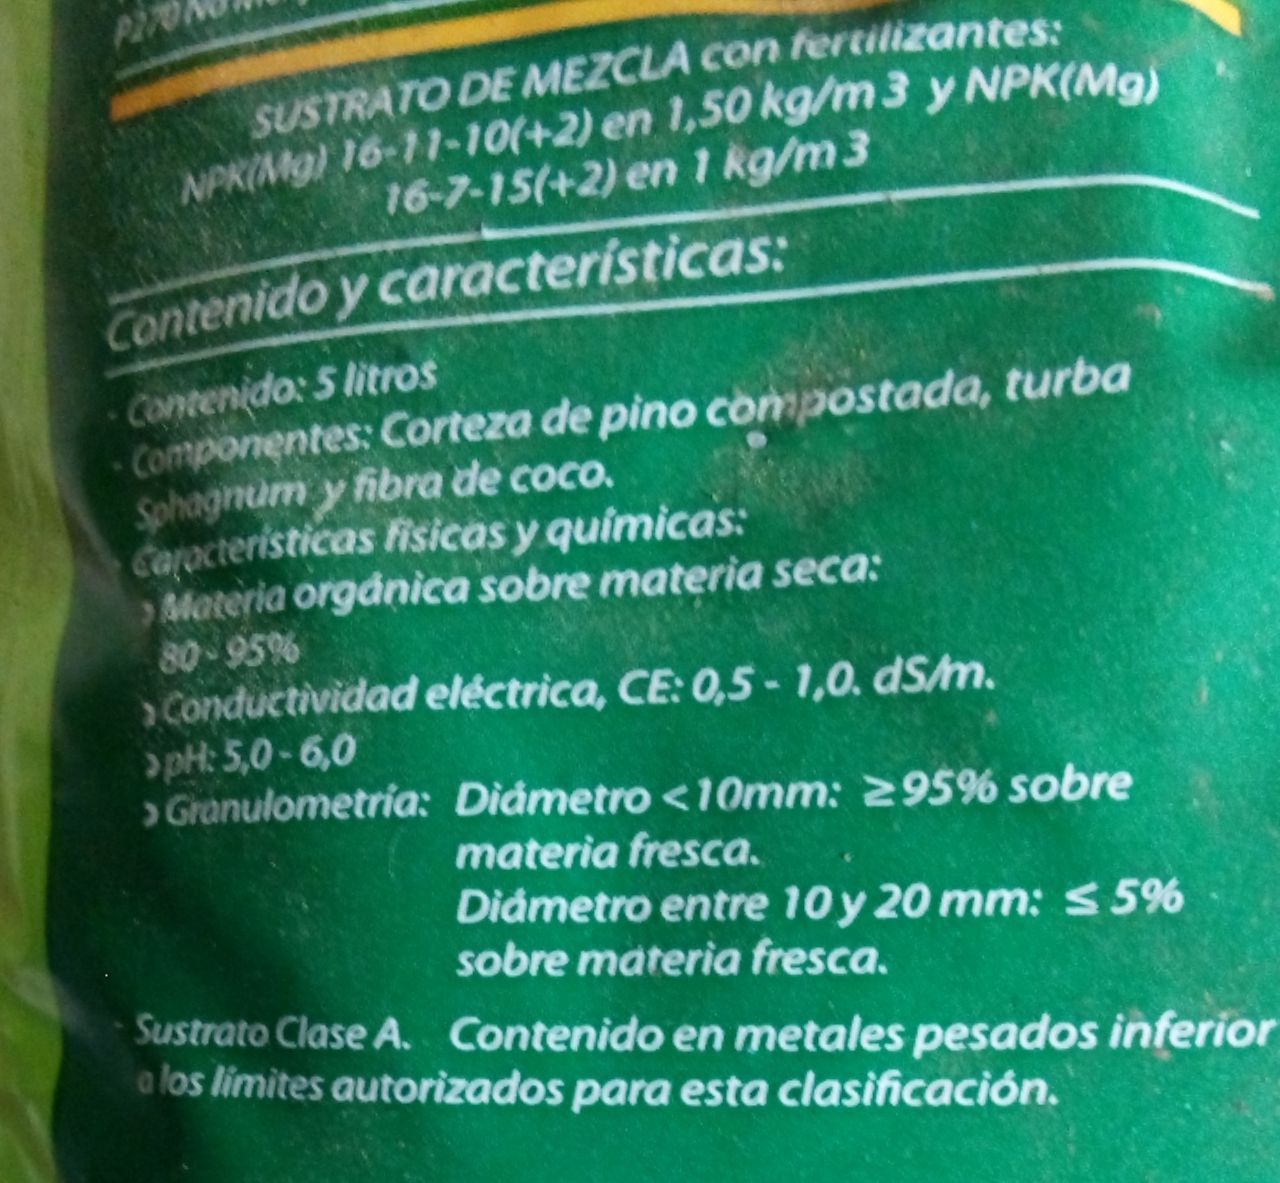 P270 No
SUSTRATO DE MEZCLA con fertilizantes:
NPK(Mg) 16-11-10(+2) en 1,50 kg/m 3 y NPK(Mg)
16-7-15(+2) en 1 kg/m 3
Contenido y características:
- Contenido: 5 litros
- Componentes: Corteza de pino compostada, turba
Sphagnum y fibra de coco.
Características físicas y químicas:
› Materia orgánica sobre materia seca:
80 - 95%
› Conductividad eléctrica, CE: 0,5 - 1,0. dS/m.
› pH: 5,0 - 6,0
› Granulometría: Diámetro <10mm: ≥95% sobre
materia fresca.
Diámetro entre 10 y 20 mm: ≤ 5%
sobre materia fresca.
- Sustrato Clase A. Contenido en metales pesados inferior
a los límites autorizados para esta clasificación.